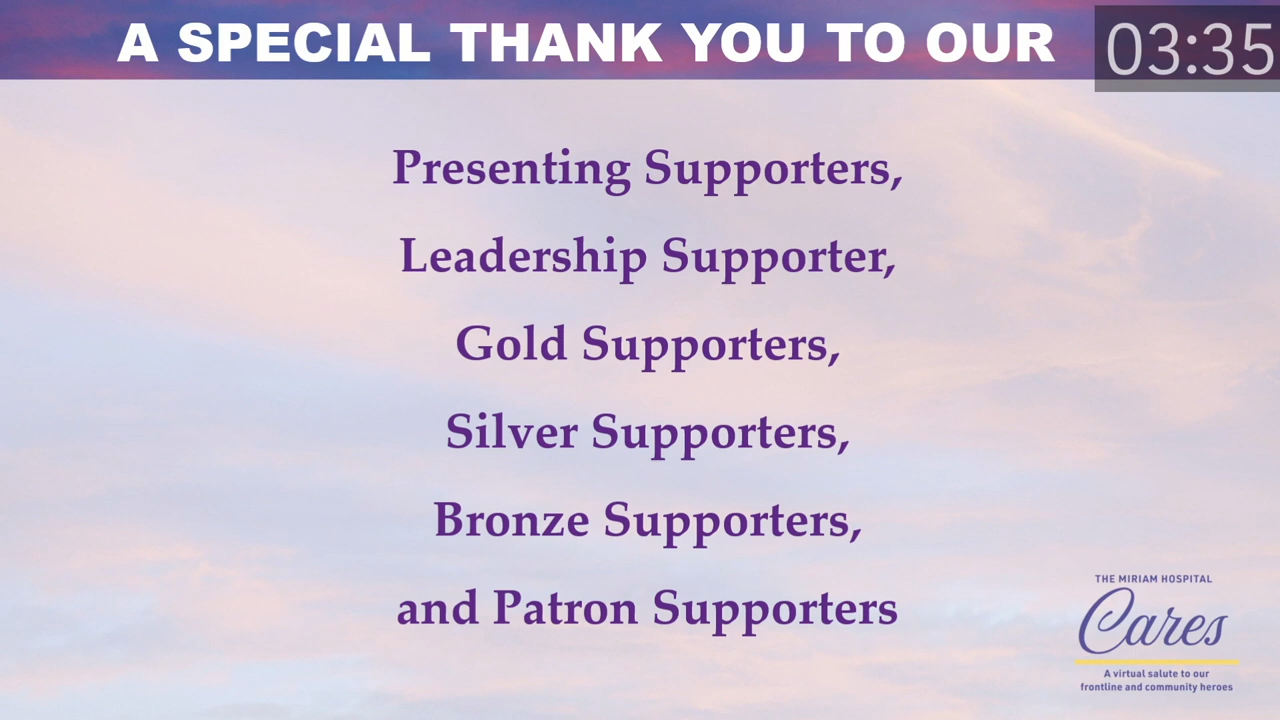 A SPECIAL THANK YOU TO OUR
03:35
Presenting Supporters,
Leadership Supporter,
Gold Supporters,
Silver Supporters,
Bronze Supporters,
and Patron Supporters
THE MIRIAM HOSPITAL
Cares
A virtual salute to our
frontline and community heroes